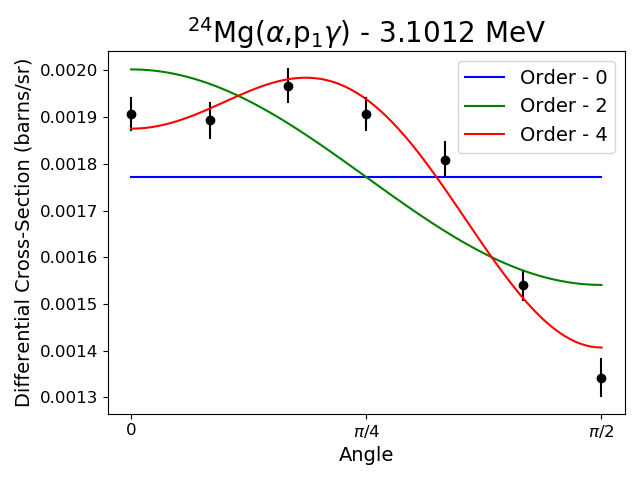 ²⁴Mg(α,p₁γ) - 3.1012 MeV
Differential Cross-Section (barns/sr)
0.0020
0.0019
0.0018
0.0017
0.0016
0.0015
0.0014
0.0013
Order - 0
Order - 2
Order - 4
0
π/4
π/2
Angle